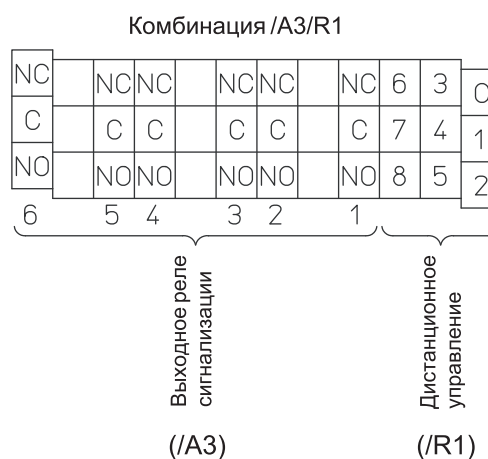 Комбинация /A3/R1
NC NC NC NC NC NC 6 3 0
C C C C C C 7 4 1
NO NO NO NO NO NO 8 5 2
6 5 4 3 2 1
Выходное реле
сигнализации
Дистанционное
управление
(/A3) (/R1)